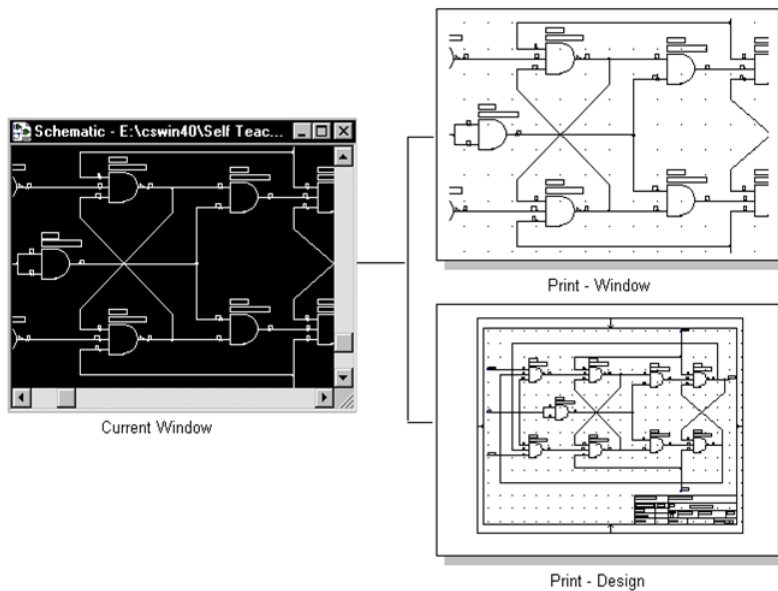 Schematic - E:\cswin40\Self Teac...
Current Window
Print - Window
Print - Design